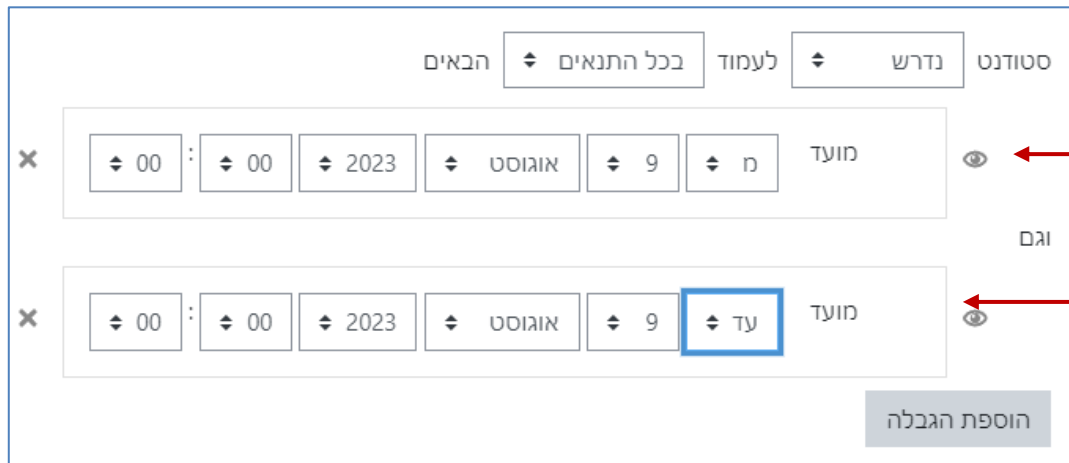 סטודנט נדרש לעמוד בכל התנאים הבאים
מועד מ 9 אוגוסט 2023 00 : 00
וגם
מועד עד 9 אוגוסט 2023 00 : 00
הוספת הגבלה